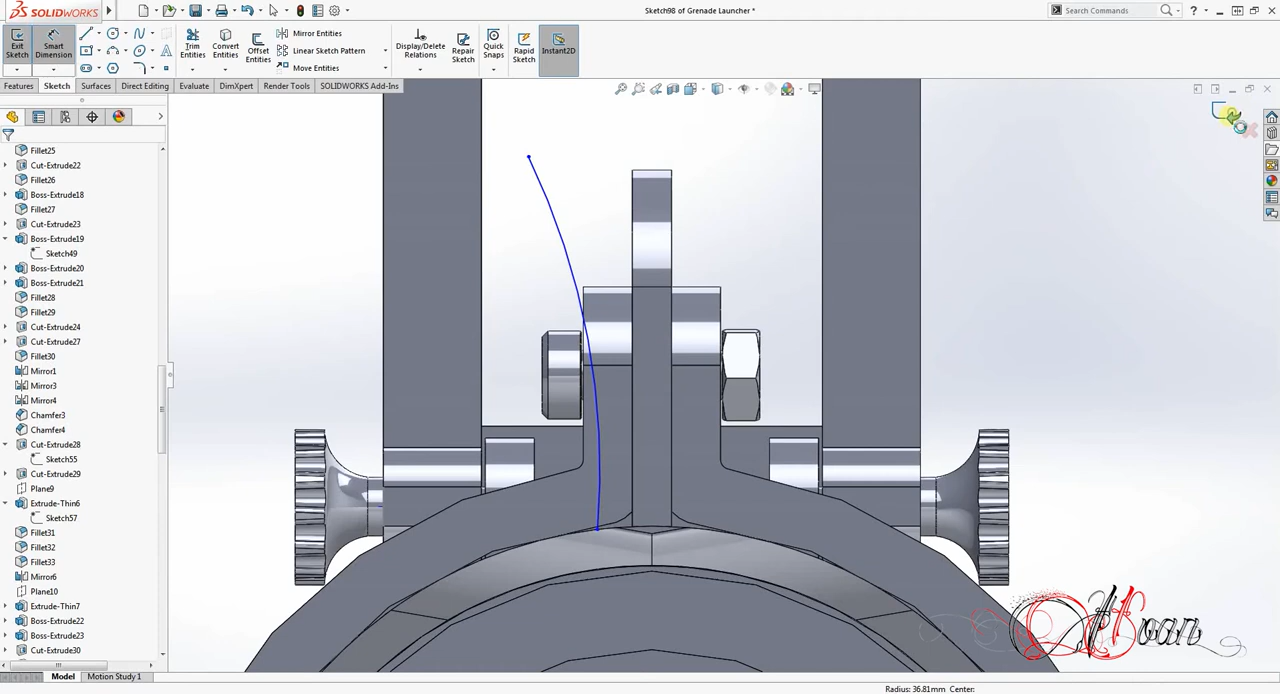 SOLIDWORKS
Sketch98 of Grenade Launcher *
Search Commands
Exit Sketch
Smart Dimension
Trim Entities
Convert Entities
Offset Entities
Mirror Entities
Linear Sketch Pattern
Move Entities
Display/Delete Relations
Repair Sketch
Quick Snaps
Rapid Sketch
Instant2D
Features
Sketch
Surfaces
Direct Editing
Evaluate
DimXpert
Render Tools
SOLIDWORKS Add-Ins
Fillet25
Cut-Extrude22
Fillet26
Boss-Extrude18
Fillet27
Cut-Extrude23
Boss-Extrude19
Sketch49
Boss-Extrude20
Boss-Extrude21
Fillet28
Fillet29
Cut-Extrude24
Cut-Extrude27
Fillet30
Mirror1
Mirror3
Mirror4
Chamfer3
Chamfer4
Cut-Extrude28
Sketch55
Cut-Extrude29
Plane9
Extrude-Thin6
Sketch57
Fillet31
Fillet32
Fillet33
Mirror6
Plane10
Extrude-Thin7
Boss-Extrude22
Boss-Extrude23
Cut-Extrude30
Model
Motion Study 1
Radius: 36.81mm Center: